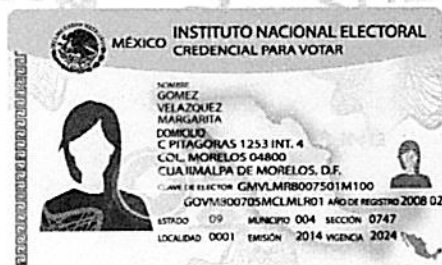 MÉXICO
INSTITUTO NACIONAL ELECTORAL
CREDENCIAL PARA VOTAR
NOMBRE
GOMEZ
VELAZQUEZ
MARGARITA
DOMICILIO
C PITAGORAS 1253 INT. 4
COL. MORELOS 04800
CUAJIMALPA DE MORELOS, D.F.
CLAVE DE ELECTOR GMVLMR8007501M100
GOVM800705MCLMLR01 AÑO DE REGISTRO 2008 02
ESTADO 09 MUNICIPIO 004 SECCIÓN 0747
LOCALIDAD 0001 EMISIÓN 2014 VIGENCIA 2024